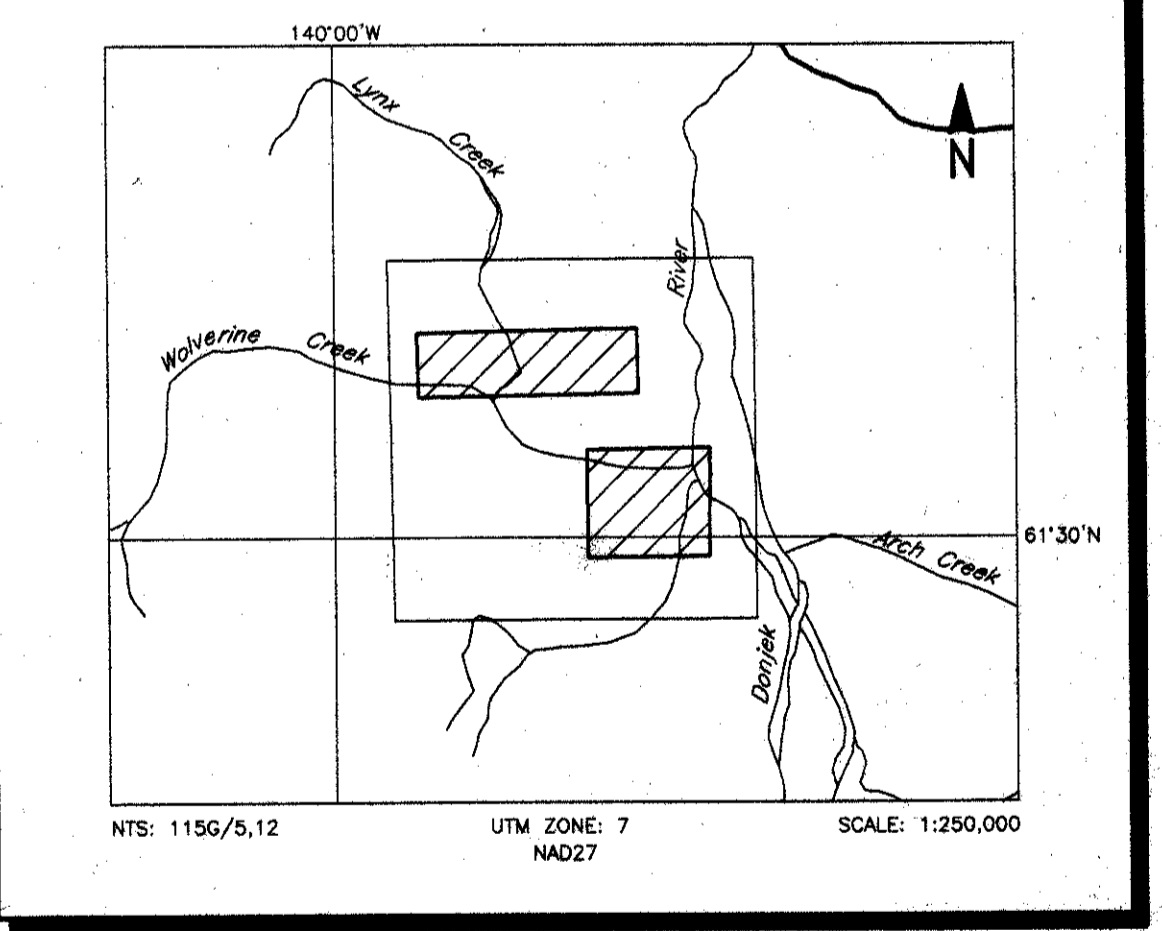 140°00'W
Lynx Creek
N
River
Wolverine Creek
61°30'N
Arch Creek
Donjek
NTS: 115G/5,12
UTM ZONE: 7
SCALE: 1:250,000
NAD27